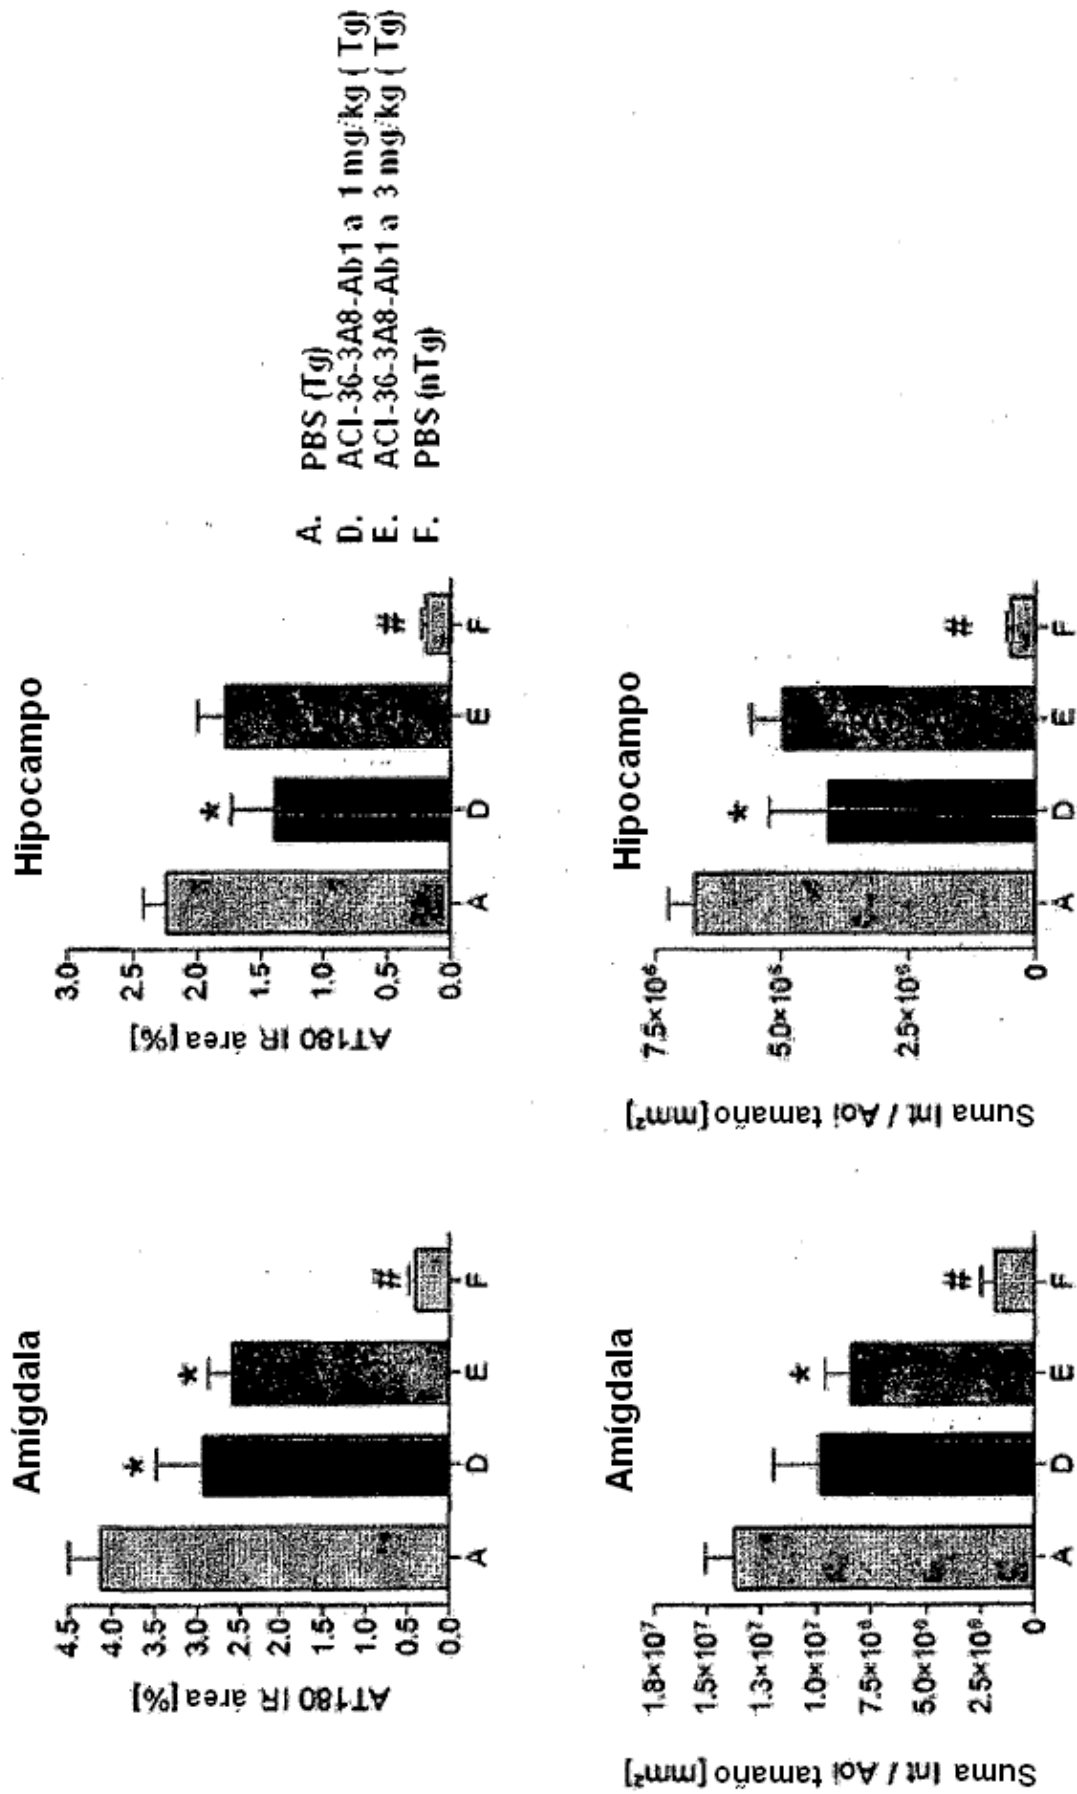 Amígdala
AT180 IR área [%]
4.5
4.0
3.5
3.0
2.5
2.0
1.5
1.0
0.5
0.0
*
*
#
A D E F
Hipocampo
AT180 IR área [%]
3.0
2.5
2.0
1.5
1.0
0.5
0.0
*
#
A D E F
A. PBS (Tg)
D. ACI-36-3A8-Ab1 a 1 mg/kg ( Tg)
E. ACI-36-3A8-Ab1 a 3 mg/kg ( Tg)
F. PBS (nTg)
Amígdala
Suma Int / Aoi tamaño [mm²]
1.8×10⁷
1.5×10⁷
1.3×10⁷
1.0×10⁷
7.5×10⁶
5.0×10⁶
2.5×10⁶
0
*
#
A D E F
Hipocampo
Suma Int / Aoi tamaño [mm²]
7.5×10⁶
5.0×10⁶
2.5×10⁶
0
*
#
A D E F